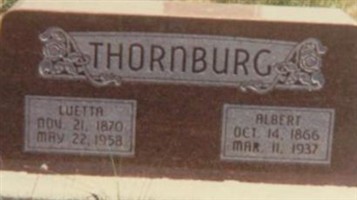 THORNBURG
LUETTA
NOV. 21, 1870
MAY 22, 1958
ALBERT
OCT. 14, 1866
MAR. 11, 1937